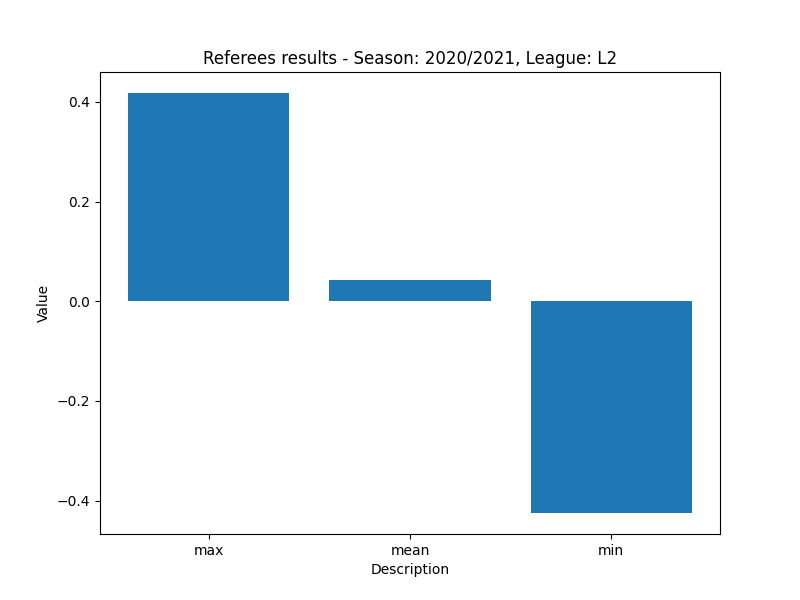 Referees results - Season: 2020/2021, League: L2
Value
0.4
0.2
0.0
−0.2
−0.4
max
mean
min
Description